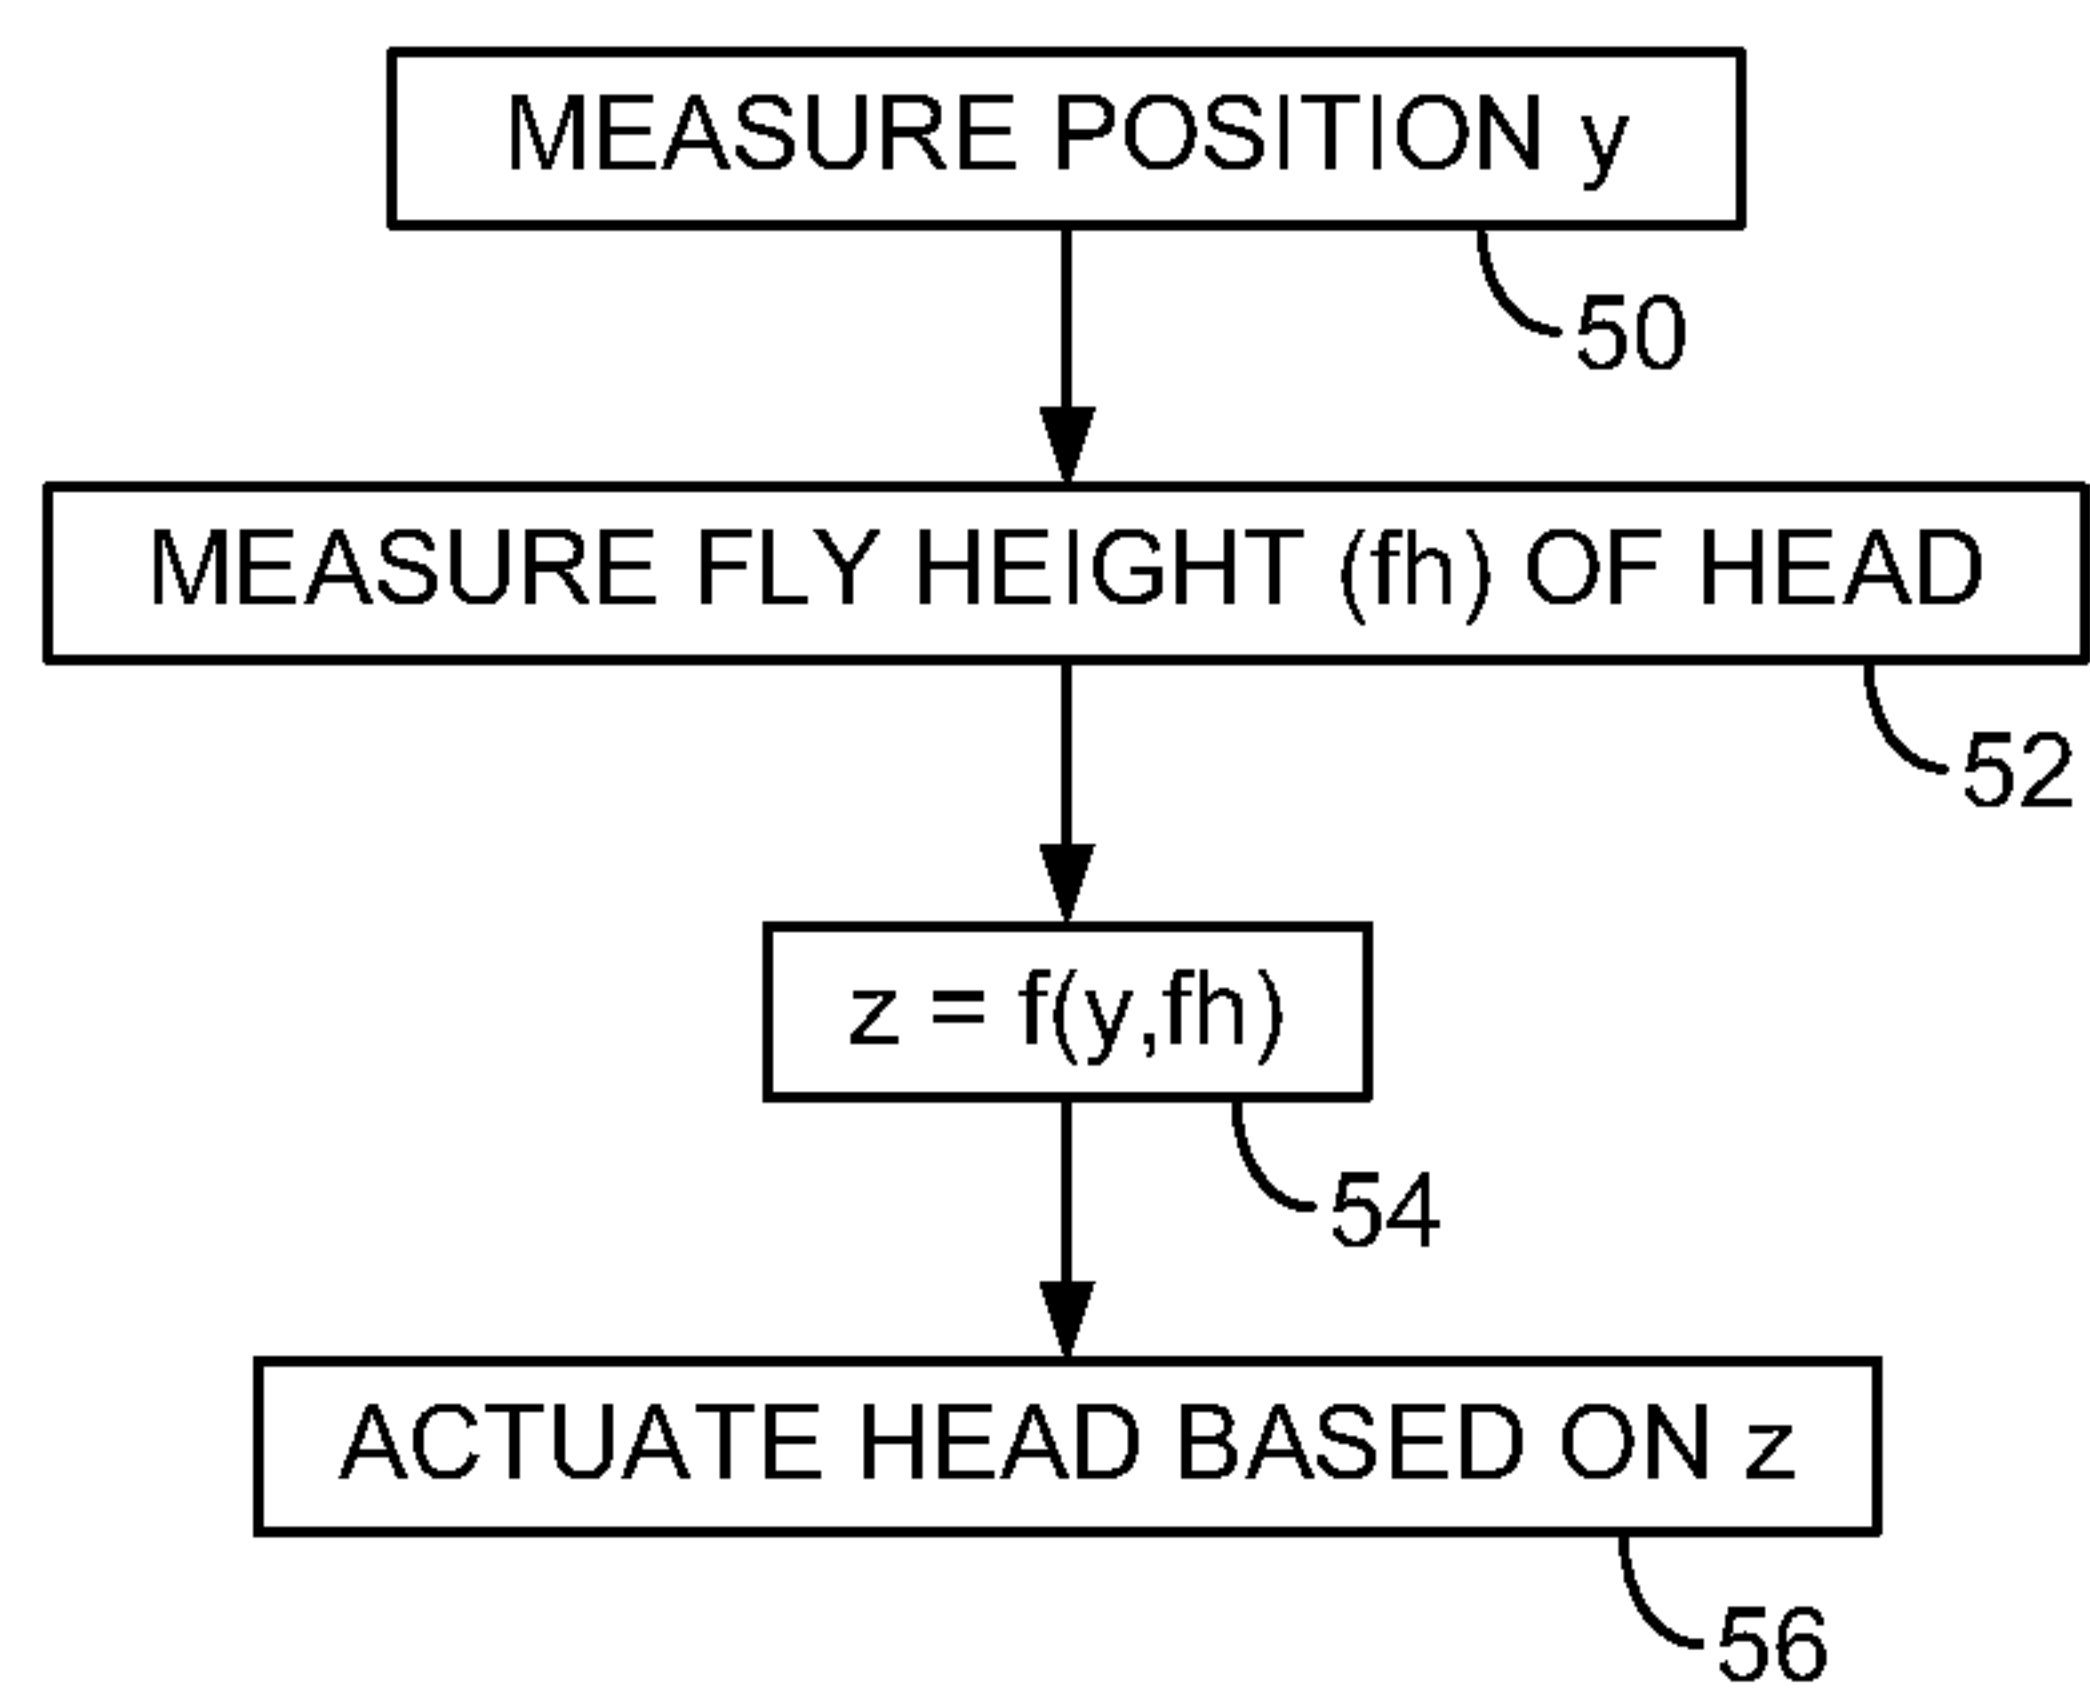 MEASURE POSITION y
50
MEASURE FLY HEIGHT (fh) OF HEAD
52
z = f(y,fh)
54
ACTUATE HEAD BASED ON z
56